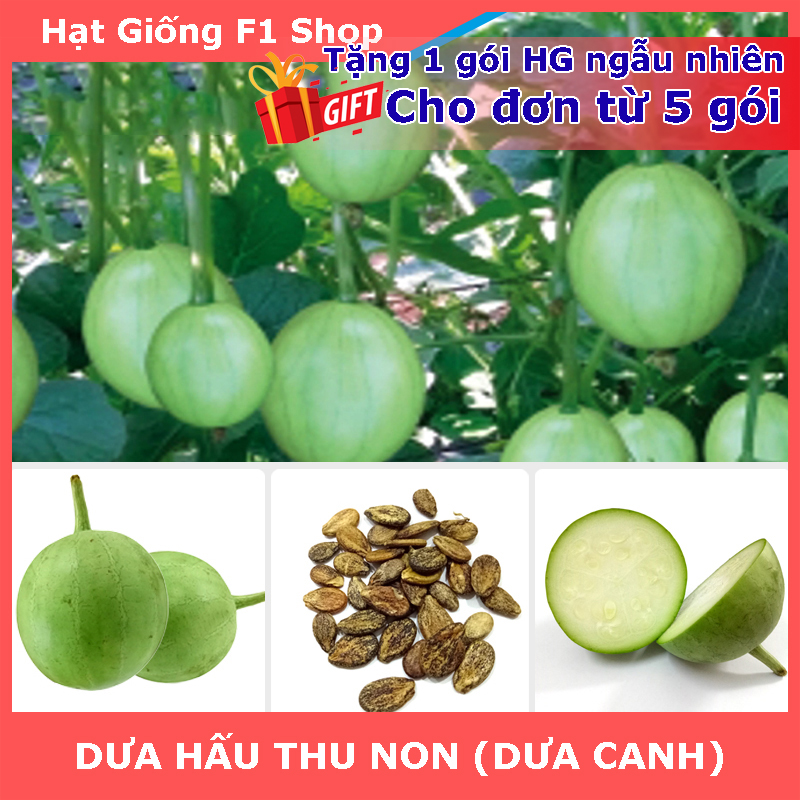 Hạt Giống F1 Shop
Tặng 1 gói HG ngẫu nhiên
GIFT
Cho đơn từ 5 gói
DƯA HẤU THU NON (DƯA CANH)